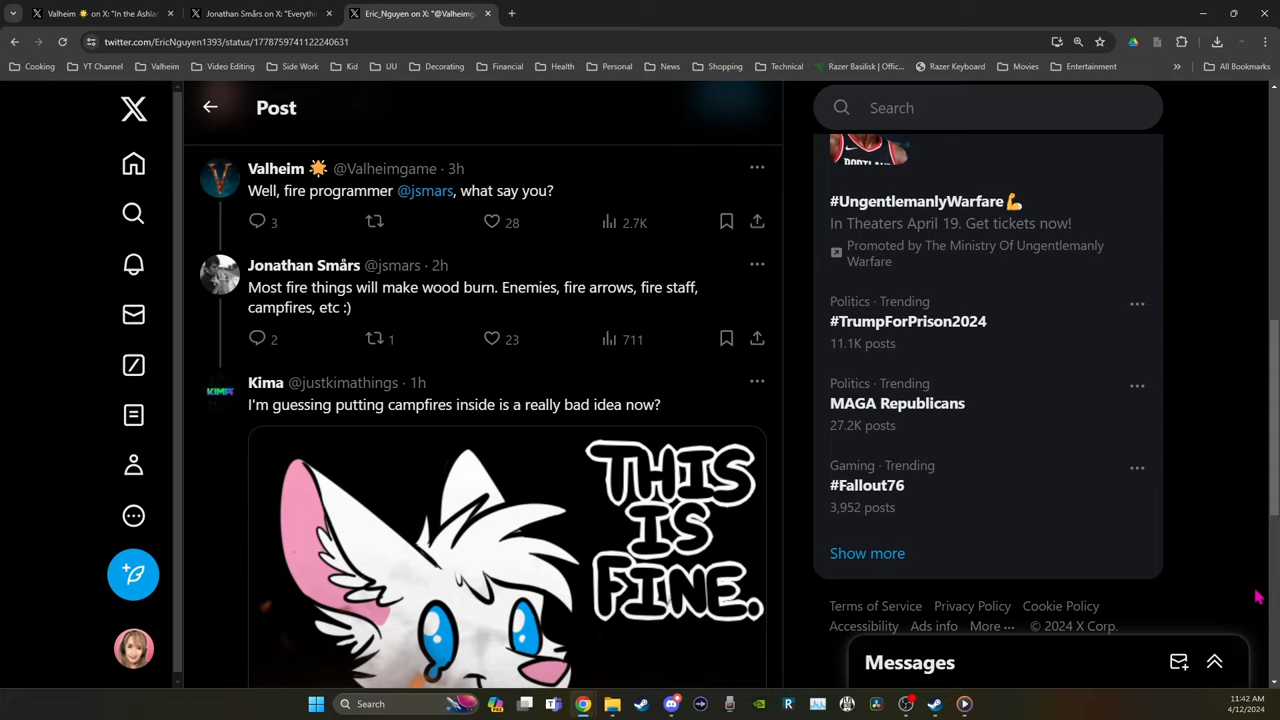 Valheim 🌟 on X: "In the Ashlan
Jonathan Smårs on X: "Everythi
Eric_Nguyen on X: "@Valheimg
twitter.com/EricNguyen1393/status/1778759741122240631
Cooking
YT Channel
Valheim
Video Editing
Side Work
Kid
UU
Decorating
Financial
Health
Personal
News
Shopping
Technical
Razer Basilisk | Offic...
Razer Keyboard
Movies
Entertainment
»
All Bookmarks
Post
Valheim 🌟 @Valheimgame · 3h
Well, fire programmer @jsmars, what say you?
3
28
2.7K
Jonathan Smårs @jsmars · 2h
Most fire things will make wood burn. Enemies, fire arrows, fire staff,
campfires, etc :)
2
1
23
711
KIMA
Kima @justkimathings · 1h
I'm guessing putting campfires inside is a really bad idea now?
THIS
IS
FINE.
Search
PORTLAND
#UngentlemanlyWarfare💪
In Theaters April 19. Get tickets now!
Promoted by The Ministry Of Ungentlemanly
Warfare
Politics · Trending
#TrumpForPrison2024
11.1K posts
Politics · Trending
MAGA Republicans
27.2K posts
Gaming · Trending
#Fallout76
3,952 posts
Show more
Terms of Service Privacy Policy Cookie Policy
Accessibility Ads info More ··· © 2024 X Corp.
Messages
Search
11:42 AM
4/12/2024